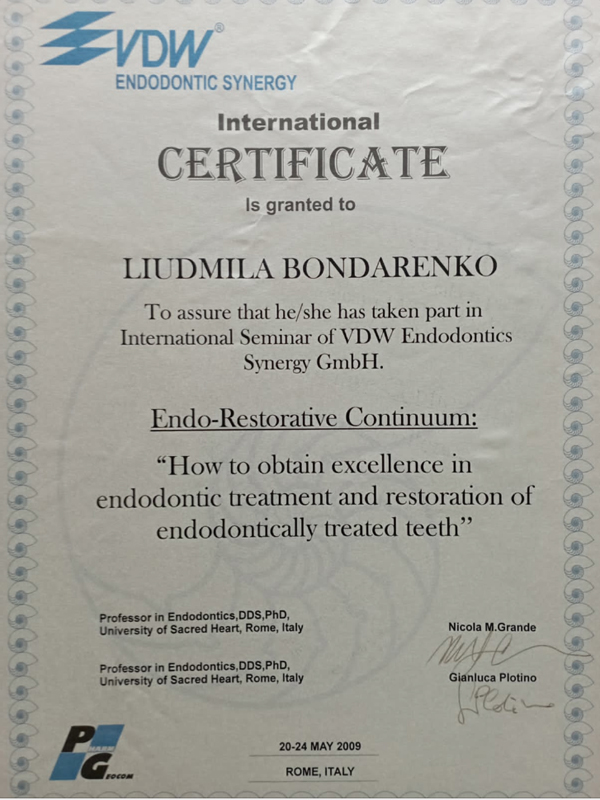 VDW®
ENDODONTIC SYNERGY
International
CERTIFICATE
Is granted to
LIUDMILA BONDARENKO
To assure that he/she has taken part in
International Seminar of VDW Endodontics
Synergy GmbH.
Endo-Restorative Continuum:
“How to obtain excellence in
endodontic treatment and restoration of
endodontically treated teeth”
Professor in Endodontics,DDS,PhD,
University of Sacred Heart, Rome, Italy
Nicola M.Grande
Professor in Endodontics,DDS,PhD,
University of Sacred Heart, Rome, Italy
Gianluca Plotino
PHARM
GEOCOM
20-24 MAY 2009
ROME, ITALY